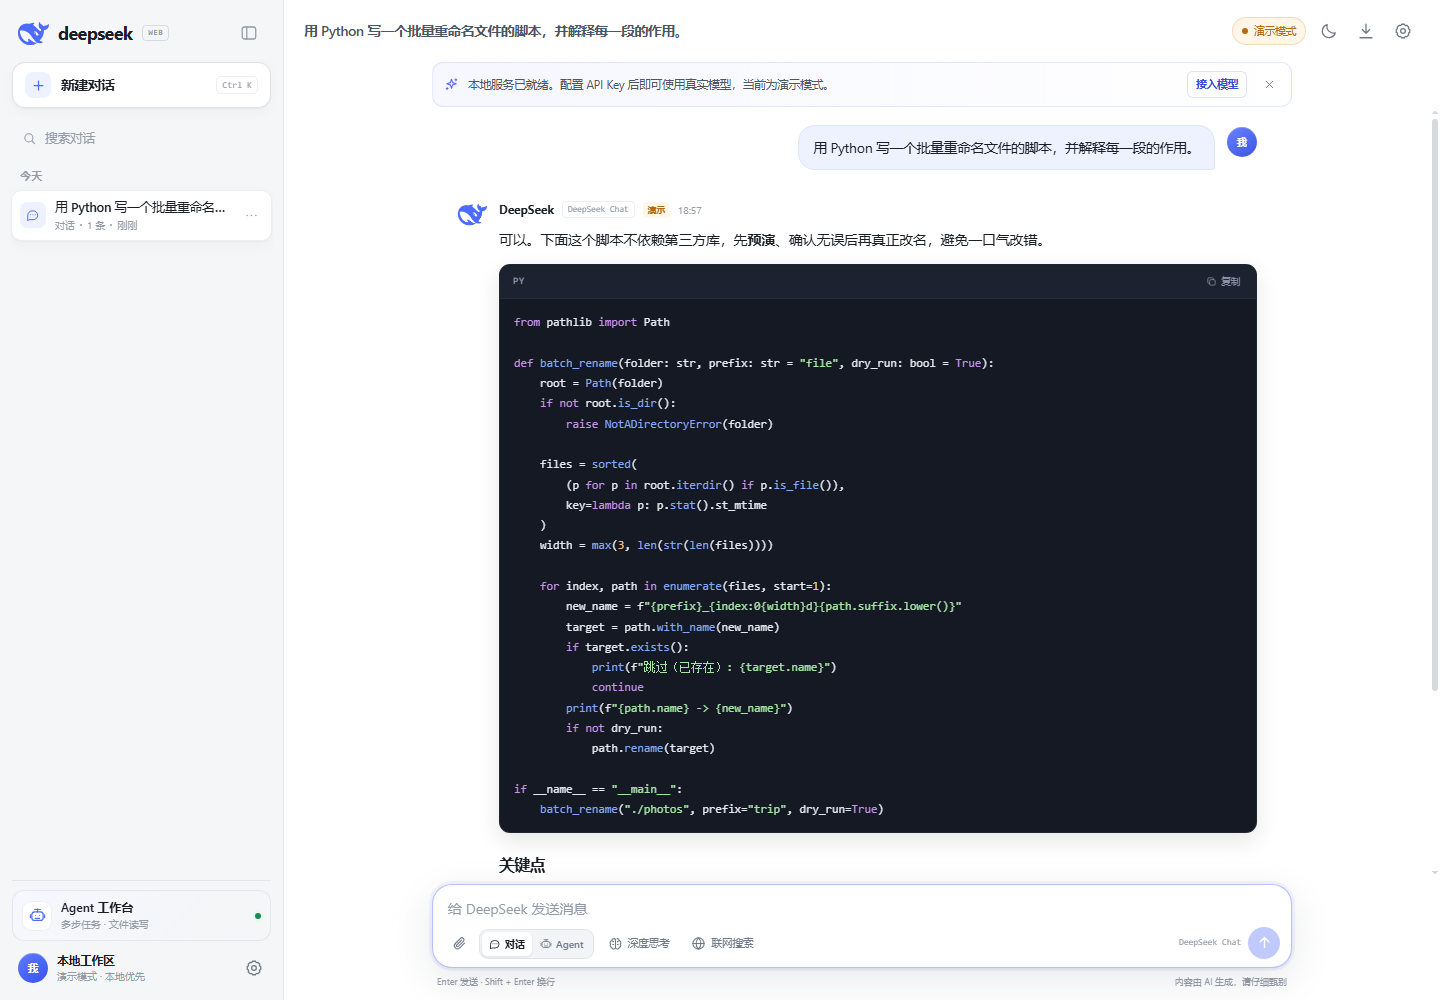 deepseek WEB
新建对话 Ctrl K
搜索对话
今天
用 Python 写一个批量重命名...
对话 · 1 条 · 刚刚
Agent 工作台
多步任务 · 文件读写
我 本地工作区
演示模式 · 本地优先
用 Python 写一个批量重命名文件的脚本，并解释每一段的作用。
演示模式
本地服务已就绪。配置 API Key 后即可使用真实模型，当前为演示模式。 接入模型
用 Python 写一个批量重命名文件的脚本，并解释每一段的作用。 我
DeepSeek DeepSeek Chat 演示 18:57
可以。下面这个脚本不依赖第三方库，先预演、确认无误后再真正改名，避免一口气改错。
PY 复制
from pathlib import Path
def batch_rename(folder: str, prefix: str = "file", dry_run: bool = True):
    root = Path(folder)
    if not root.is_dir():
        raise NotADirectoryError(folder)
    files = sorted(
        (p for p in root.iterdir() if p.is_file()),
        key=lambda p: p.stat().st_mtime
    )
    width = max(3, len(str(len(files))))
    for index, path in enumerate(files, start=1):
        new_name = f"{prefix}_{index:0{width}d}{path.suffix.lower()}"
        target = path.with_name(new_name)
        if target.exists():
            print(f"跳过（已存在）: {target.name}")
            continue
        print(f"{path.name} -> {new_name}")
        if not dry_run:
            path.rename(target)
if __name__ == "__main__":
    batch_rename("./photos", prefix="trip", dry_run=True)
关键点
给 DeepSeek 发送消息
对话 Agent 深度思考 联网搜索 DeepSeek Chat
Enter 发送 · Shift + Enter 换行 内容由 AI 生成，请仔细甄别